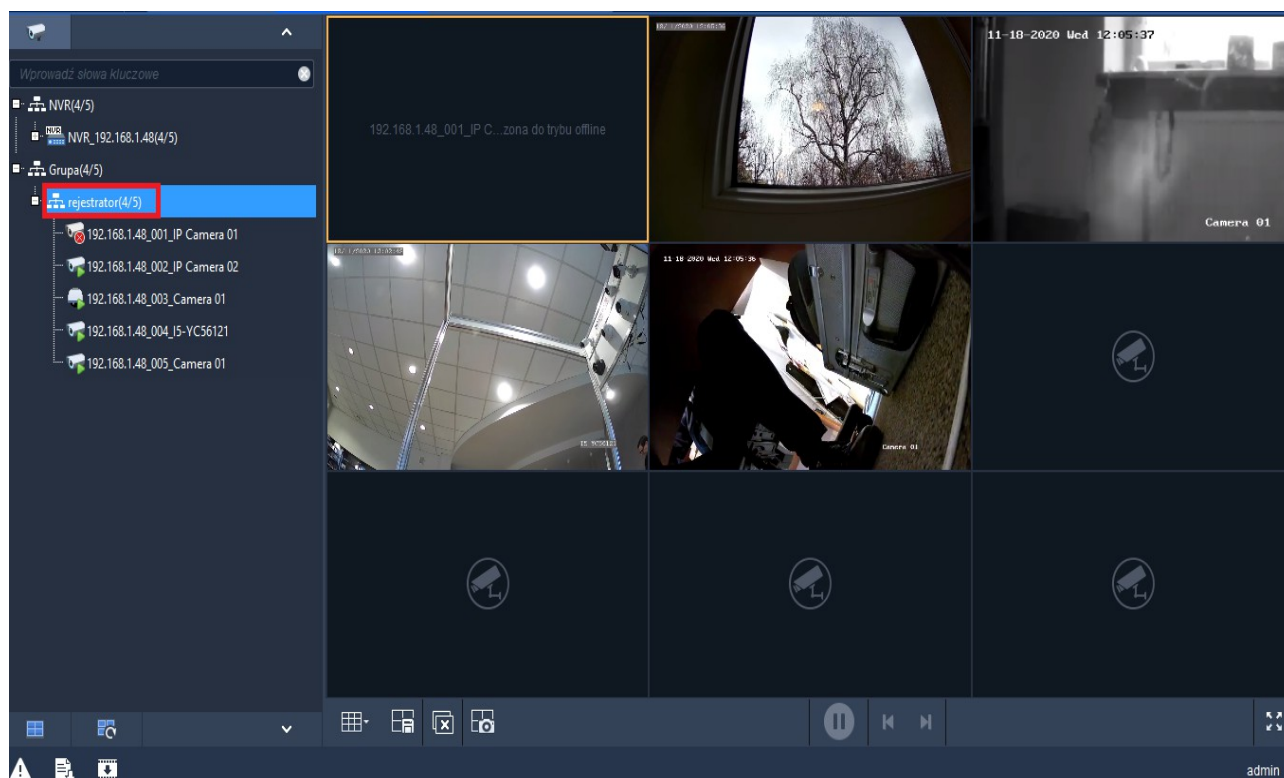 Wprowadź słowa kluczowe
NVR(4/5)
NVR
NVR_192.168.1.48(4/5)
Grupa(4/5)
rejestrator(4/5)
192.168.1.48_001_IP Camera 01
192.168.1.48_002_IP Camera 02
192.168.1.48_003_Camera 01
192.168.1.48_004_I5-YC56121
192.168.1.48_005_Camera 01
192.168.1.48_001_IP C...zona do trybu offline
11-18-2020 Wed 12:05:37
Camera 01
11-18-2020 Wed 12:05:36
Camera 01
admin